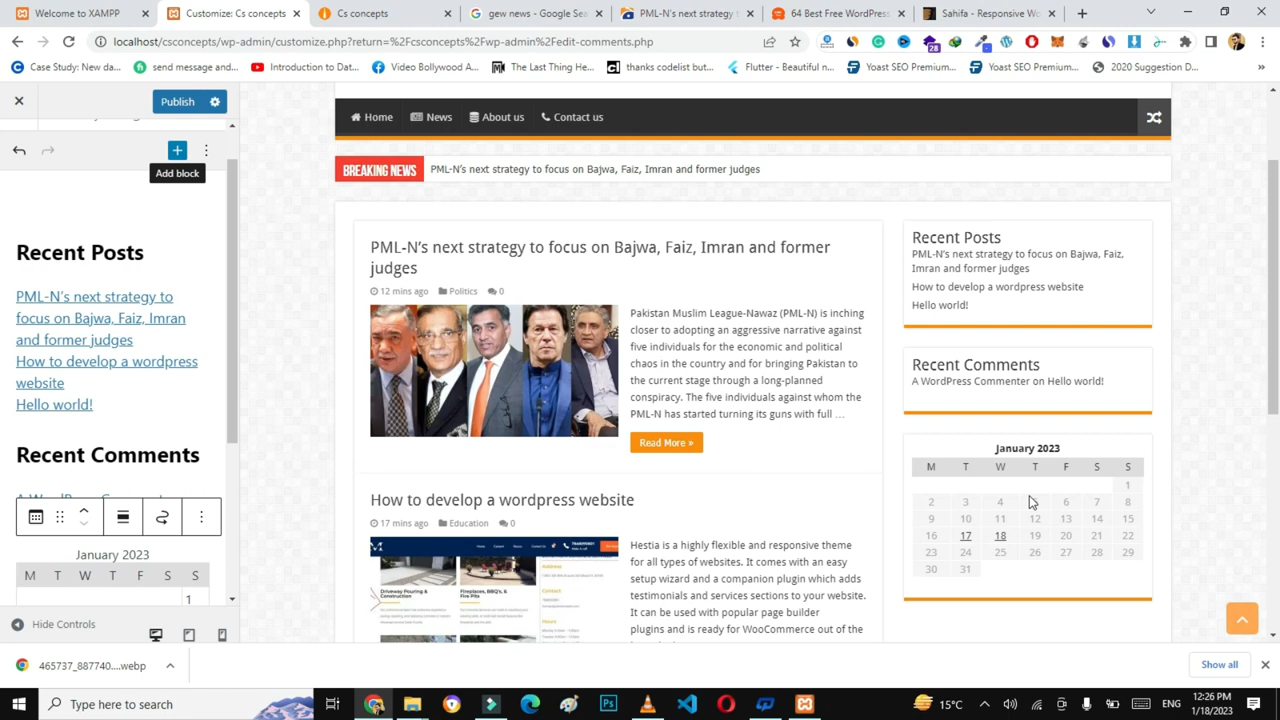 Welcome to XAMPP
Customize: Cs concepts
Cs concepts
gew news - Google Sea
PML-N's next strategy t
64 Best Free WordPress
Sahifa - Responsive Wo
localhost/csconcepts/wp-admin/customize.php?return=%2Fcsconcepts%2Fwp-admin%2Fedit-comments.php
28
Case Study: New da...
send message and...
Introduction to Dat...
Video Bollywood A...
The Last Thing He...
thanks codelist but...
Flutter - Beautiful n...
Yoast SEO Premium...
Yoast SEO Premium...
2020 Suggestion D...
Publish
Add block
Recent Posts
PML-N's next strategy to
focus on Bajwa, Faiz, Imran
and former judges
How to develop a wordpress
website
Hello world!
Recent Comments
January 2023
M T W T F S S
1
Hide Controls
Home
News
About us
Contact us
BREAKING NEWS
PML-N's next strategy to focus on Bajwa, Faiz, Imran and former judges
PML-N's next strategy to focus on Bajwa, Faiz, Imran and former
judges
12 mins ago Politics 0
Pakistan Muslim League-Nawaz (PML-N) is inching
closer to adopting an aggressive narrative against
five individuals for the economic and political
chaos in the country and for bringing Pakistan to
the current stage through a long-planned
conspiracy. The five individuals against whom the
PML-N has started turning its guns with full …
Read More »
How to develop a wordpress website
17 mins ago Education 0
Driveway Paving &
Construction
Fireplaces, BBQ's, &
Fire Pits
Hestia is a highly flexible and responsive theme
for all types of websites. It comes with an easy
setup wizard and a companion plugin which adds
testimonials and services sections to your website.
It can be used with popular page builder
plugins and is ready for WooCommerce out of the
Recent Posts
PML-N's next strategy to focus on Bajwa, Faiz,
Imran and former judges
How to develop a wordpress website
Hello world!
Recent Comments
A WordPress Commenter on Hello world!
January 2023
M T W T F S S
1
2 3 4 5 6 7 8
9 10 11 12 13 14 15
16 17 18 19 20 21 22
23 24 25 26 27 28 29
30 31
465737_887740....webp
Show all
Type here to search
Ps
15°C
ENG
12:26 PM
1/18/2023